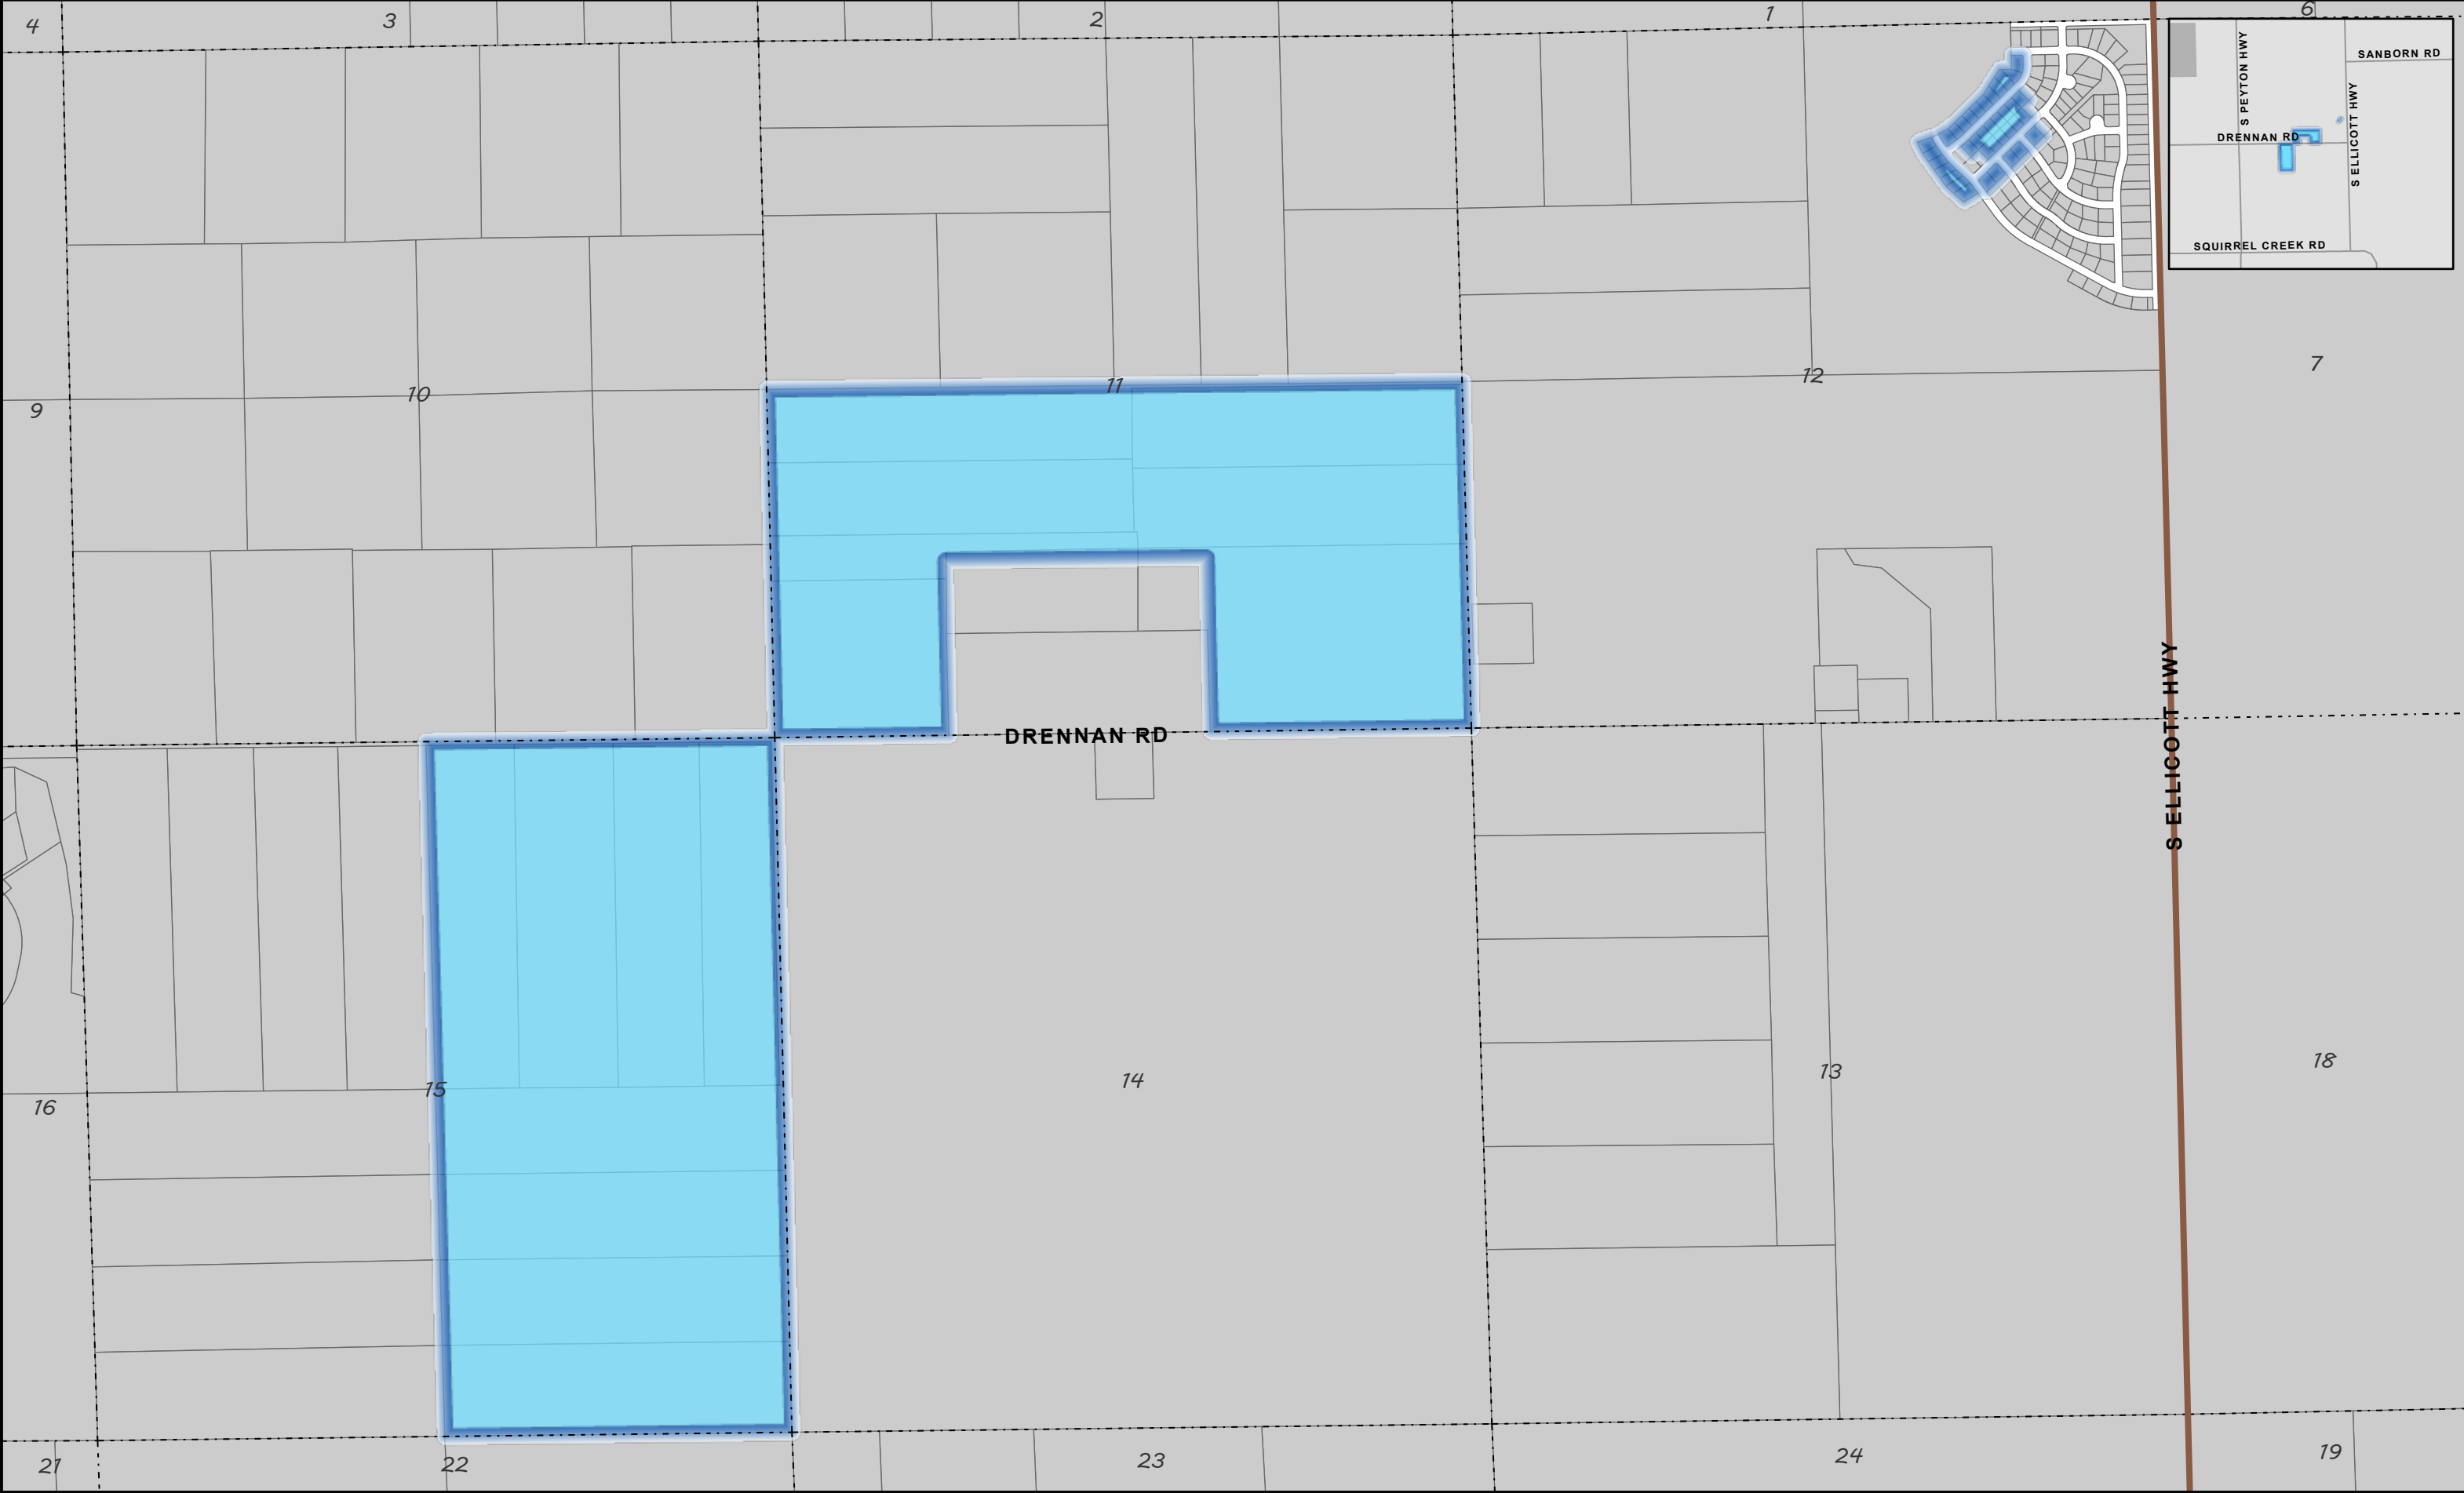 4
3
2
1
6
S PEYTON HWY
SANBORN RD
S ELLICOTT HWY
DRENNAN RD
SQUIRREL CREEK RD
9
10
11
12
7
DRENNAN RD
S ELLICOTT HWY
16
15
14
13
18
21
22
23
24
19